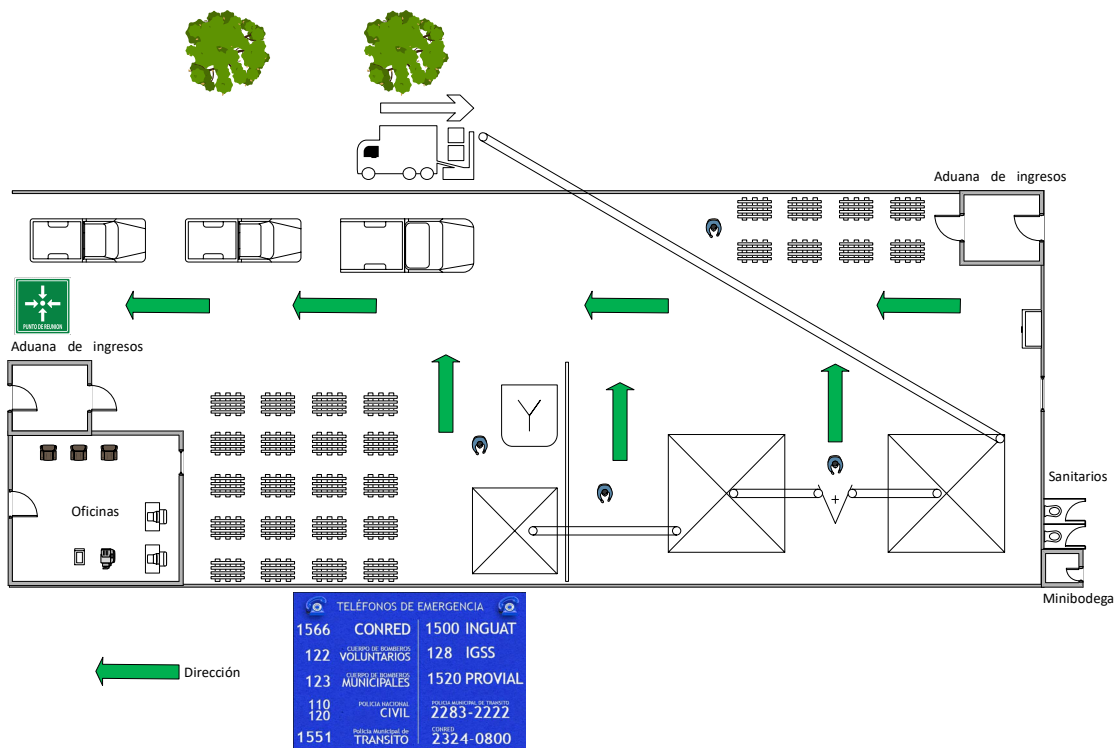 Aduana de ingresos
PUNTO DE REUNION
Aduana de ingresos
Oficinas
Sanitarios
Minibodega
Dirección
TELÉFONOS DE EMERGENCIA
1566 CONRED
1500 INGUAT
122 CUERPO DE BOMBEROS VOLUNTARIOS
128 IGSS
123 CUERPO DE BOMBEROS MUNICIPALES
1520 PROVIAL
110
120
POLICIA NACIONAL
CIVIL
POLICIA MUNICIPAL DE TRANSITO
2283-2222
1551 Policia Municipal de TRANSITO
CONRED
2324-0800